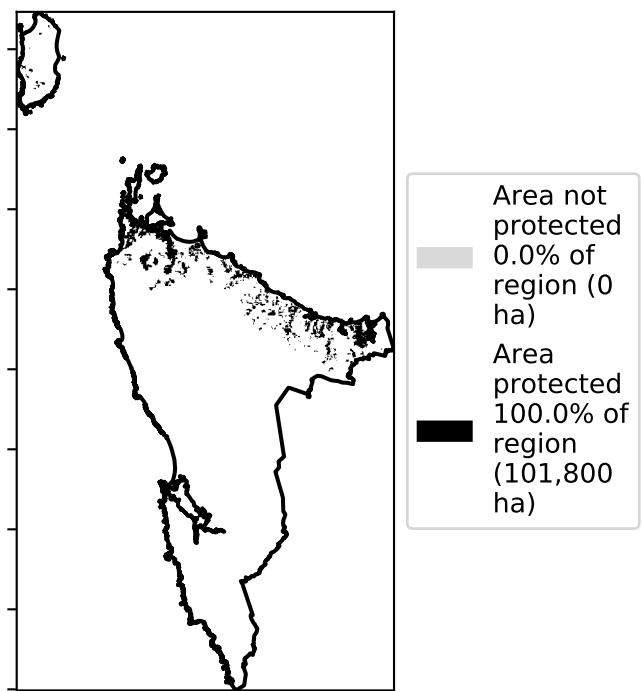 Area not
protected
0.0% of
region (0
ha)
Area
protected
100.0% of
region
(101,800
ha)